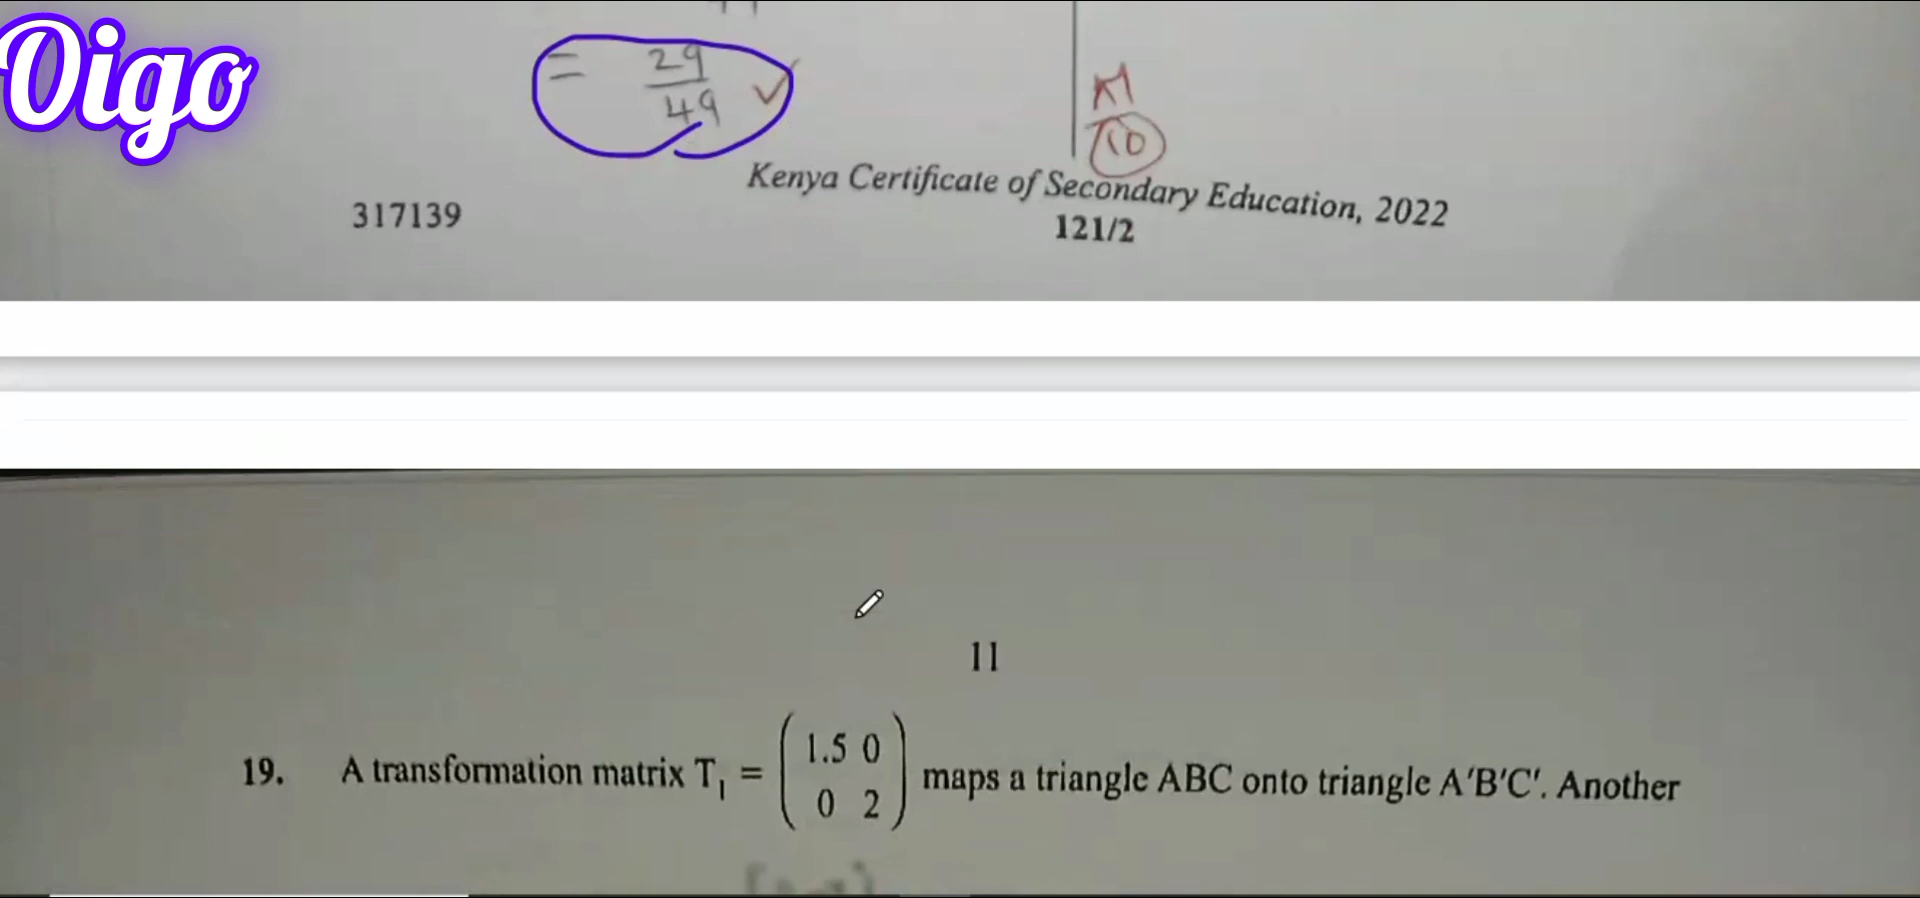 Oigo
= 29
49 ✓
Kenya Certificate of Secondary Education, 2022
317139
121/2
11
19. A transformation matrix T₁ = ( 1.5 0
0 2 ) maps a triangle ABC onto triangle A′B′C′. Another